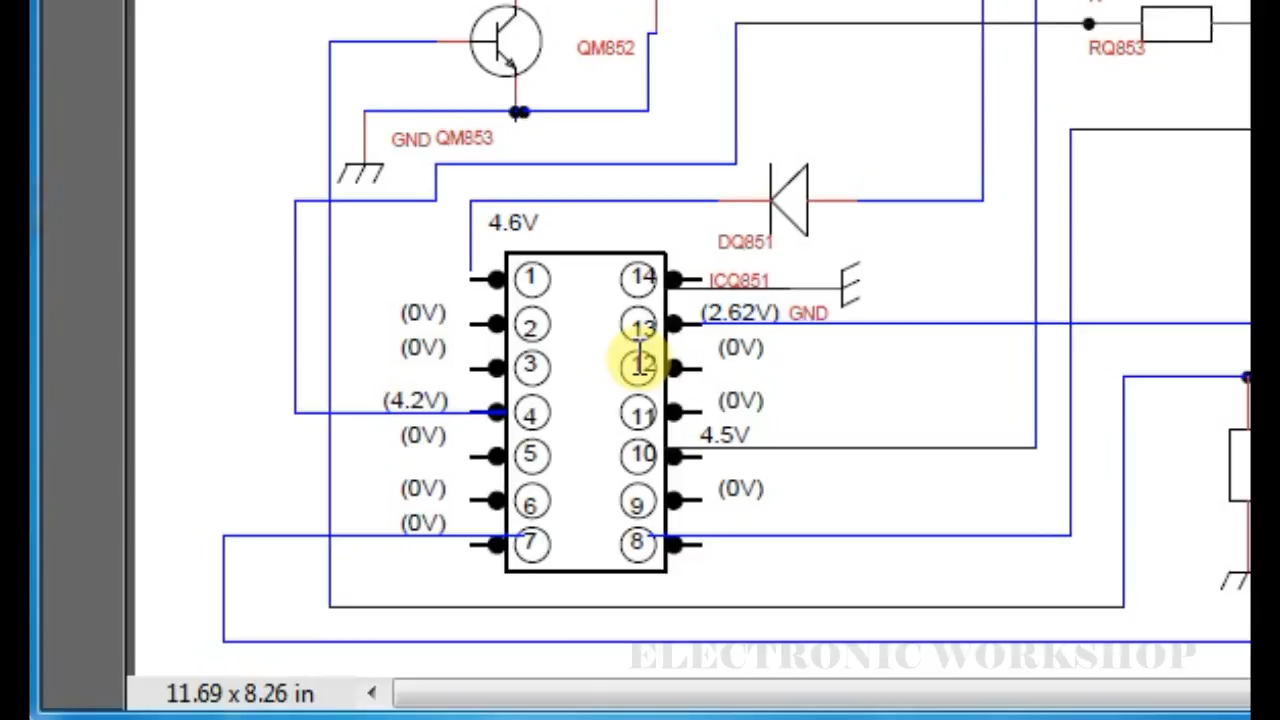 QM852
RQ853
GND QM853
4.6V
DQ851
1
14
ICQ851
(0V)
2
13
(2.62V) GND
(0V)
3
12
(0V)
(4.2V)
4
11
(0V)
(0V)
5
10
4.5V
(0V)
6
9
(0V)
(0V)
7
8
ELECTRONIC WORKSHOP
11.69 x 8.26 in